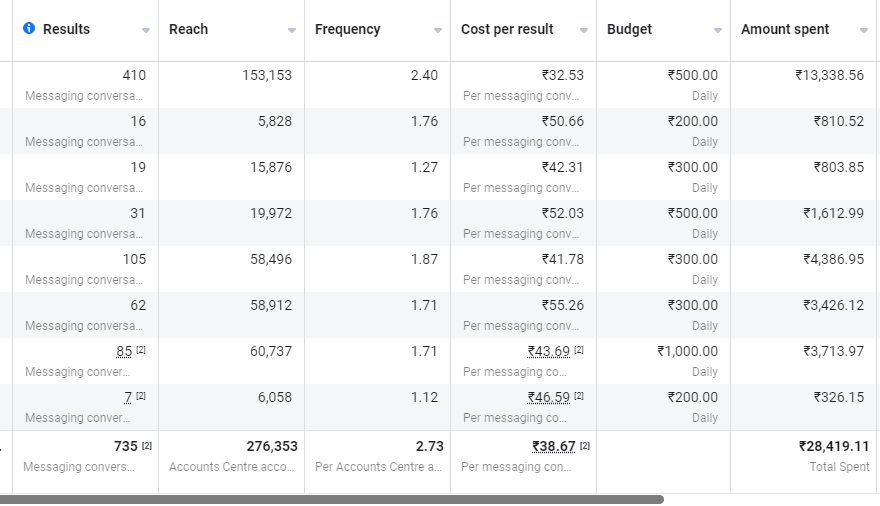 Results Reach Frequency Cost per result Budget Amount spent
410 153,153 2.40 ₹32.53 ₹500.00 ₹13,338.56
Messaging conversa... Per messaging conv... Daily
16 5,828 1.76 ₹50.66 ₹200.00 ₹810.52
Messaging conversa... Per messaging conv... Daily
19 15,876 1.27 ₹42.31 ₹300.00 ₹803.85
Messaging conversa... Per messaging conv... Daily
31 19,972 1.76 ₹52.03 ₹500.00 ₹1,612.99
Messaging conversa... Per messaging conv... Daily
105 58,496 1.87 ₹41.78 ₹300.00 ₹4,386.95
Messaging conversa... Per messaging conv... Daily
62 58,912 1.71 ₹55.26 ₹300.00 ₹3,426.12
Messaging conversa... Per messaging conv... Daily
85 [2] 60,737 1.71 ₹43.69 [2] ₹1,000.00 ₹3,713.97
Messaging conver... Per messaging co... Daily
7 [2] 6,058 1.12 ₹46.59 [2] ₹200.00 ₹326.15
Messaging conver... Per messaging co... Daily
735 [2] 276,353 2.73 ₹38.67 [2] ₹28,419.11
Messaging convers... Accounts Centre acco... Per Accounts Centre a... Per messaging con... Total Spent